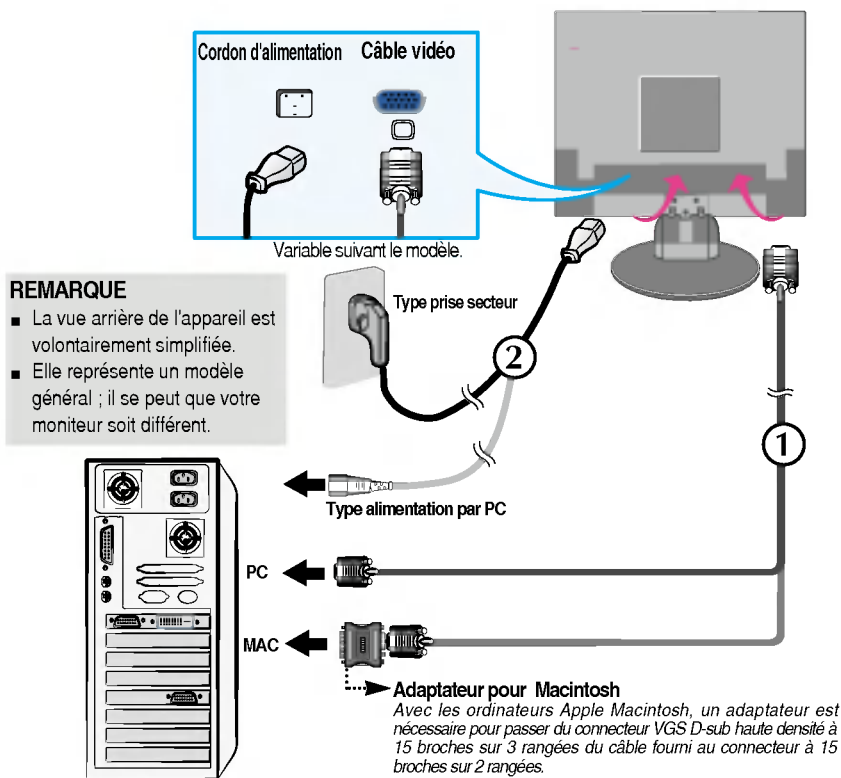 Cordon d'alimentation
Câble vidéo
Variable suivant le modèle.
REMARQUE
■ La vue arrière de l'appareil est
volontairement simplifiée.
■ Elle représente un modèle
général ; il se peut que votre
moniteur soit différent.
Type prise secteur
2
1
Type alimentation par PC
PC
MAC
Adaptateur pour Macintosh
Avec les ordinateurs Apple Macintosh, un adaptateur est
nécessaire pour passer du connecteur VGS D-sub haute densité à
15 broches sur 3 rangées du câble fourni au connecteur à 15
broches sur 2 rangées.